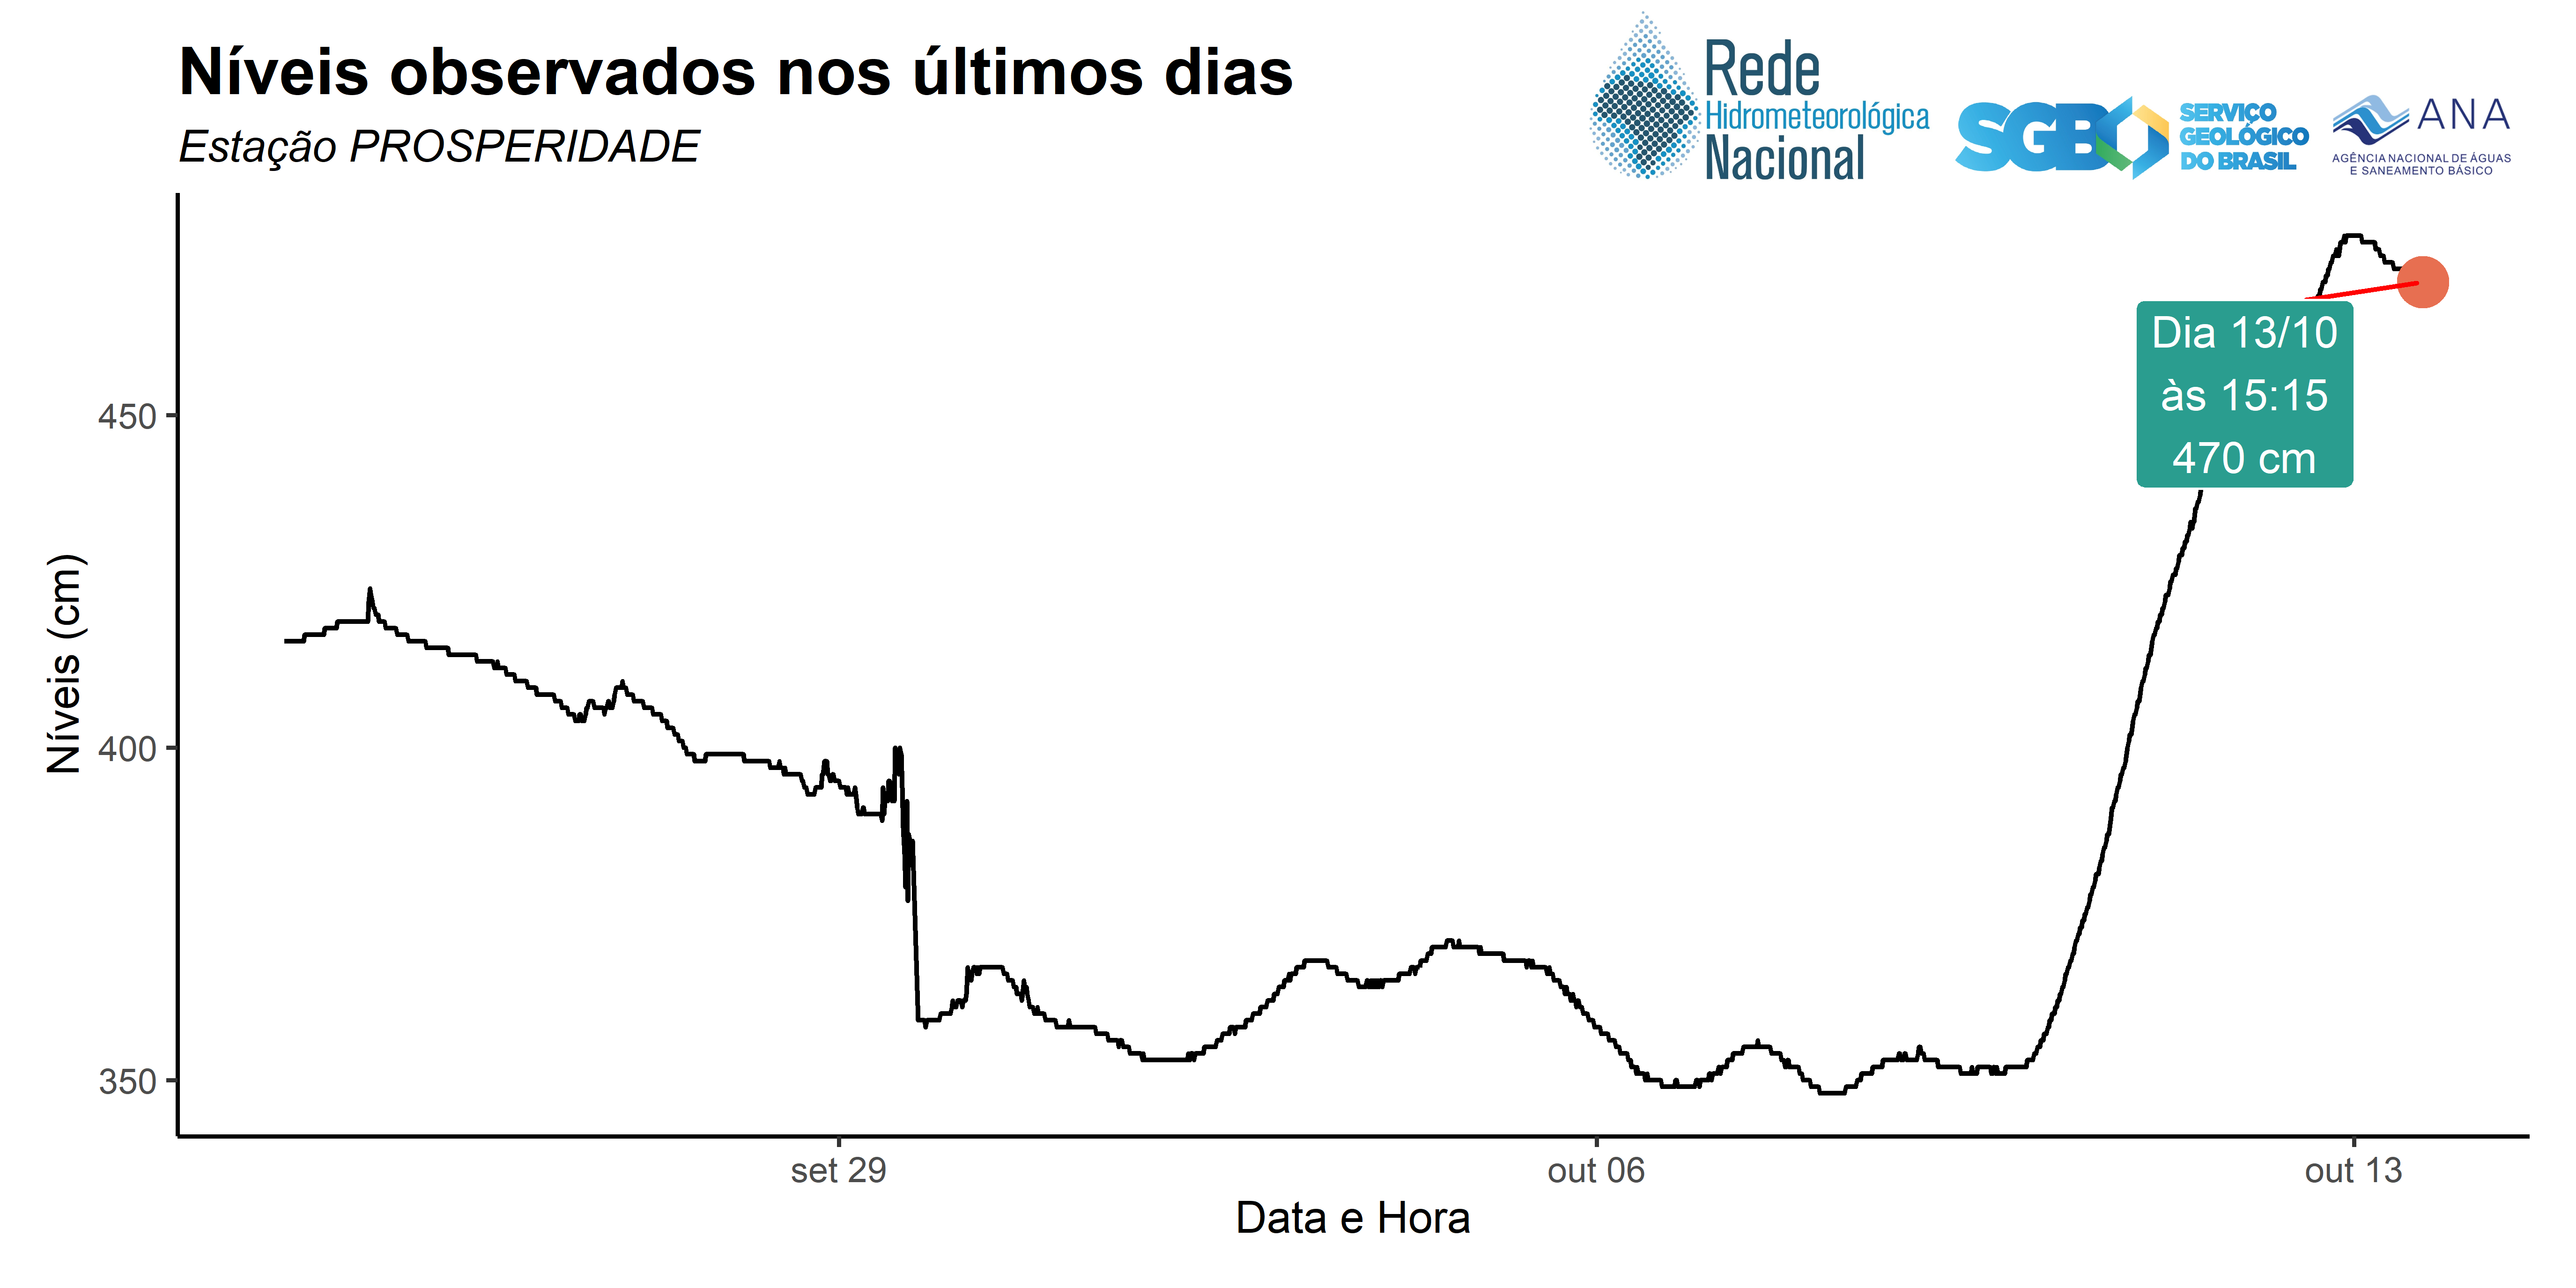 Níveis observados nos últimos dias
Estação PROSPERIDADE
Rede
Hidrometeorológica
Nacional
SGB
SERVIÇO
GEOLÓGICO
DO BRASIL
ANA
AGÊNCIA NACIONAL DE ÁGUAS
E SANEAMENTO BÁSICO
Níveis (cm)
450
400
350
Dia 13/10
às 15:15
470 cm
set 29
out 06
out 13
Data e Hora